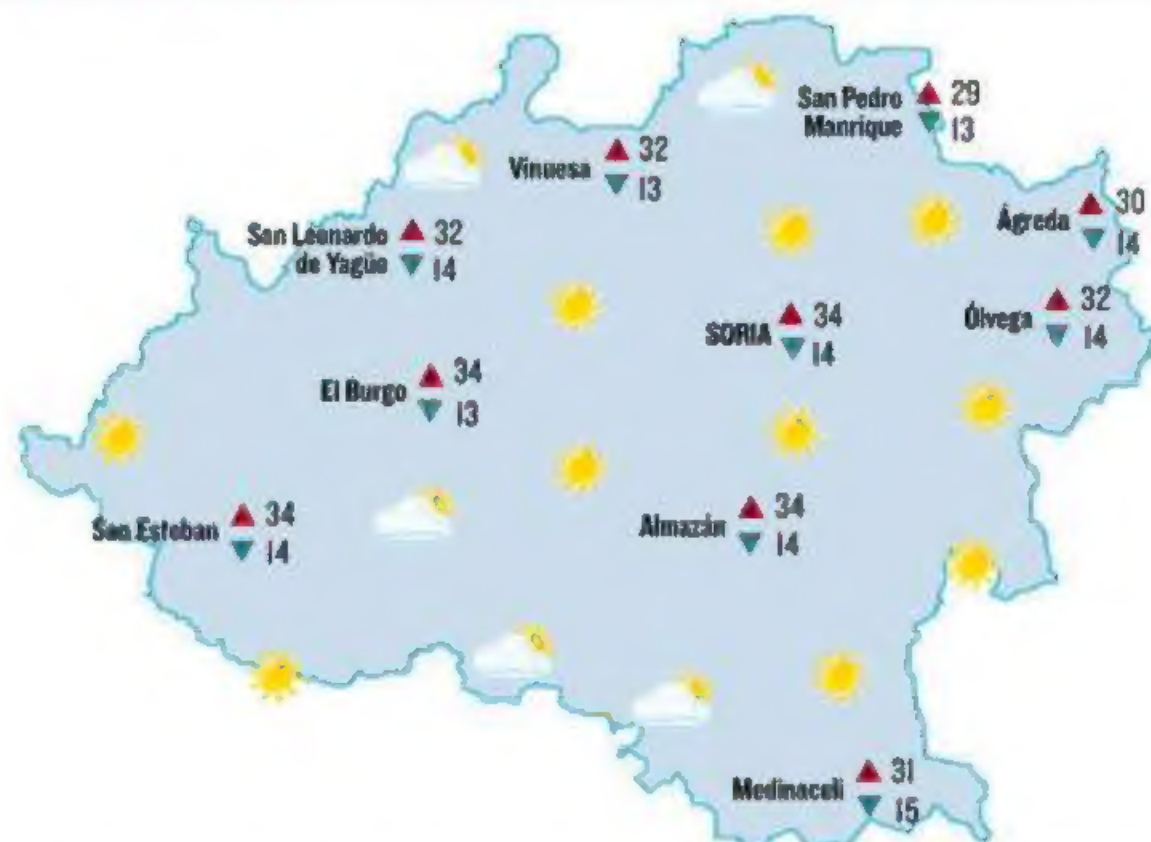 San Pedro
Manrique
29
13
Vinuesa
32
13
Ágreda
30
14
San Leonardo
de Yagüe
32
14
Ólvega
32
14
SORIA
34
14
El Burgo
34
13
San Esteban
34
14
Almazán
34
14
Medinaceli
31
15